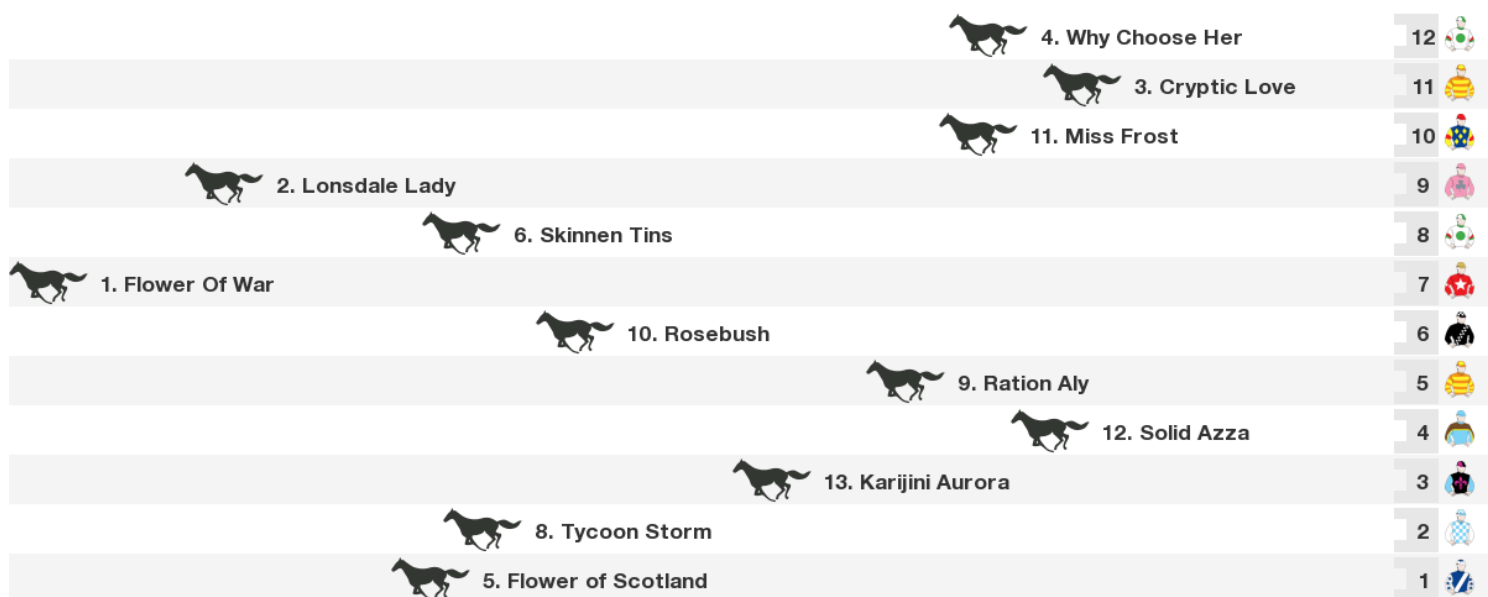 4. Why Choose Her 12
3. Cryptic Love 11
11. Miss Frost 10
2. Lonsdale Lady 9
6. Skinnen Tins 8
1. Flower Of War 7
10. Rosebush 6
9. Ration Aly 5
12. Solid Azza 4
13. Karijini Aurora 3
8. Tycoon Storm 2
5. Flower of Scotland 1